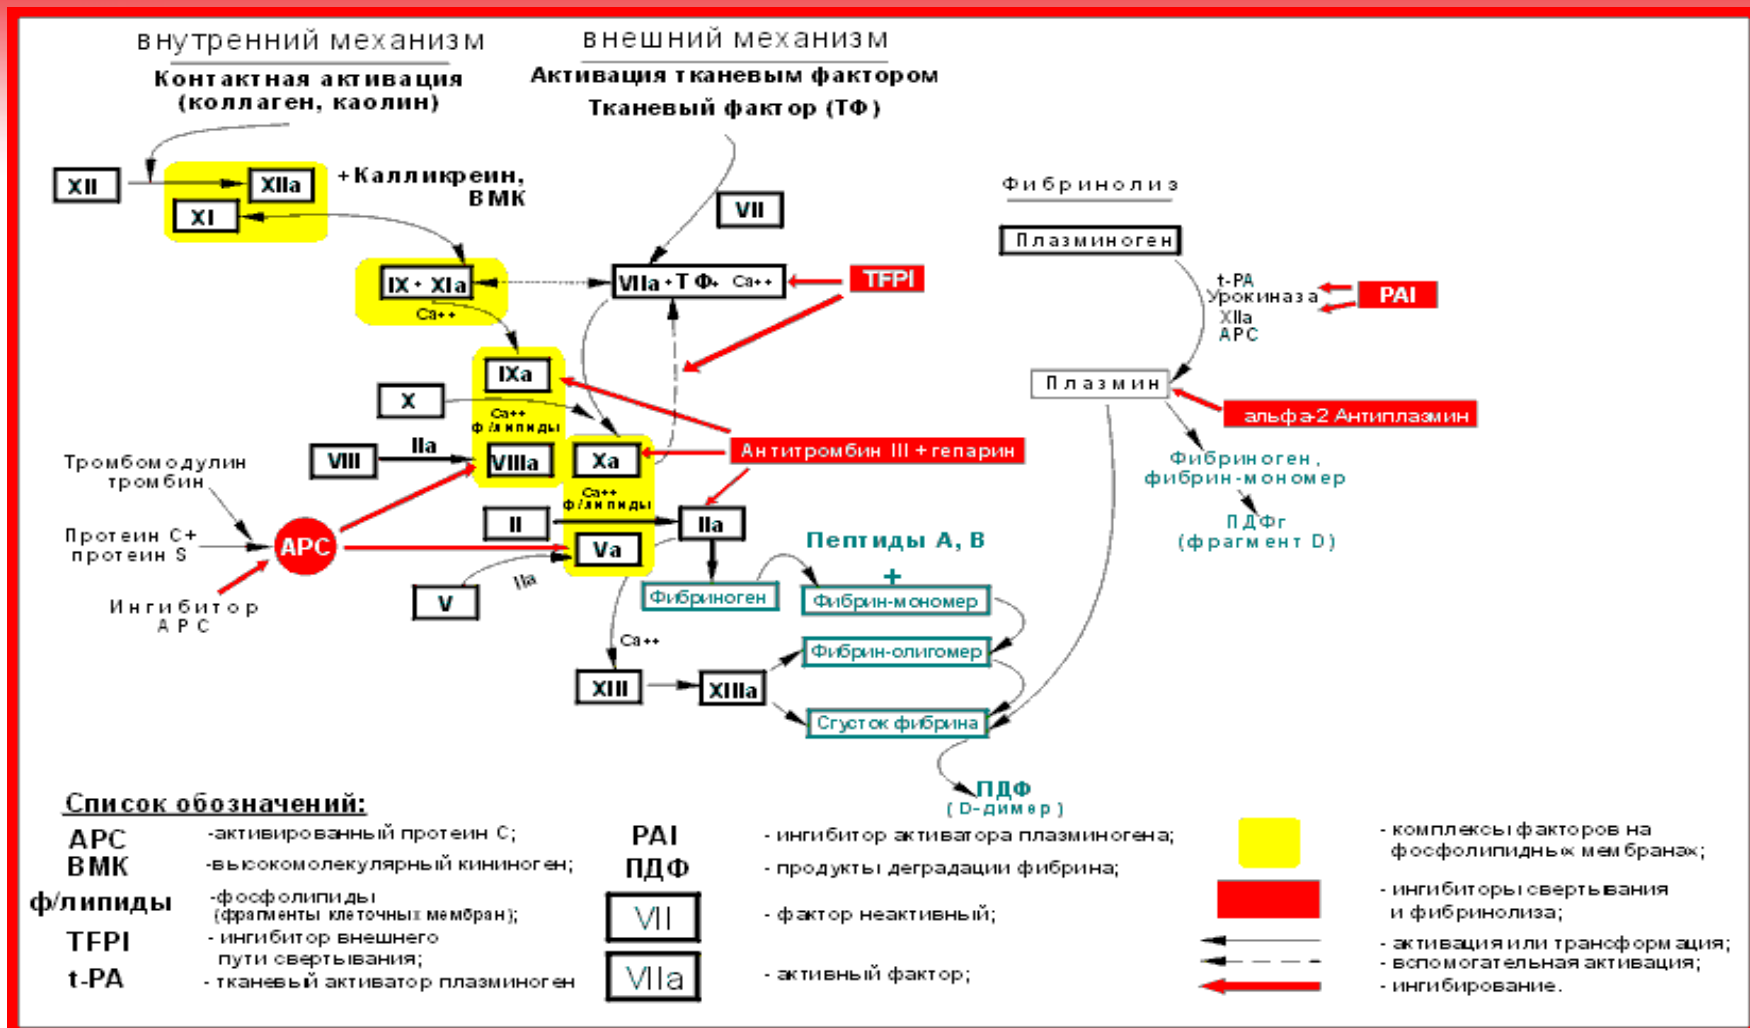 внутренний механизм
Контактная активация
(коллаген, каолин)
внешний механизм
Активация тканевым фактором
Тканевый фактор (ТФ)
XII
XIIa
+ Калликреин,
ВМК
XI
VII
Фибринолиз
Плазминоген
IX + XIa
Ca++
VIIa + ТФ+ Ca++
TFPI
t-PA
Урокиназа
XIIa
APC
PAI
IXa
X
Ca++
ф/липиды
Плазмин
альфа-2 Антиплазмин
VIII
IIa
VIIIa
Xa
Антитромбин III + гепарин
Фибриноген,
фибрин-мономер
ПДФг
(фрагмент D)
Тромбомодулин
тромбин
Ca++
ф/липиды
II
IIa
Протеин С+
протеин S
APC
Va
Пептиды А, В
+
IIa
V
Фибриноген
Фибрин-мономер
Ингибитор
АРС
Ca++
Фибрин-олигомер
XIII
XIIIa
Сгусток фибрина
ПДФ
( D-димер )
Список обозначений:
APC
-активированный протеин С;
ВМК
-высокомолекулярный кининоген;
ф/липиды
-фосфолипиды
(фрагменты клеточных мембран);
TFPI
- ингибитор внешнего
пути свертывания;
t-PA
- тканевый активатор плазминоген
PAI
- ингибитор активатора плазминогена;
ПДФ
- продукты деградации фибрина;
VII
- фактор неактивный;
VIIa
- активный фактор;
- комплексы факторов на
фосфолипидных мембранах;
- ингибиторы свертывания
и фибринолиза;
- активация или трансформация;
- вспомогательная активация;
- ингибирование.